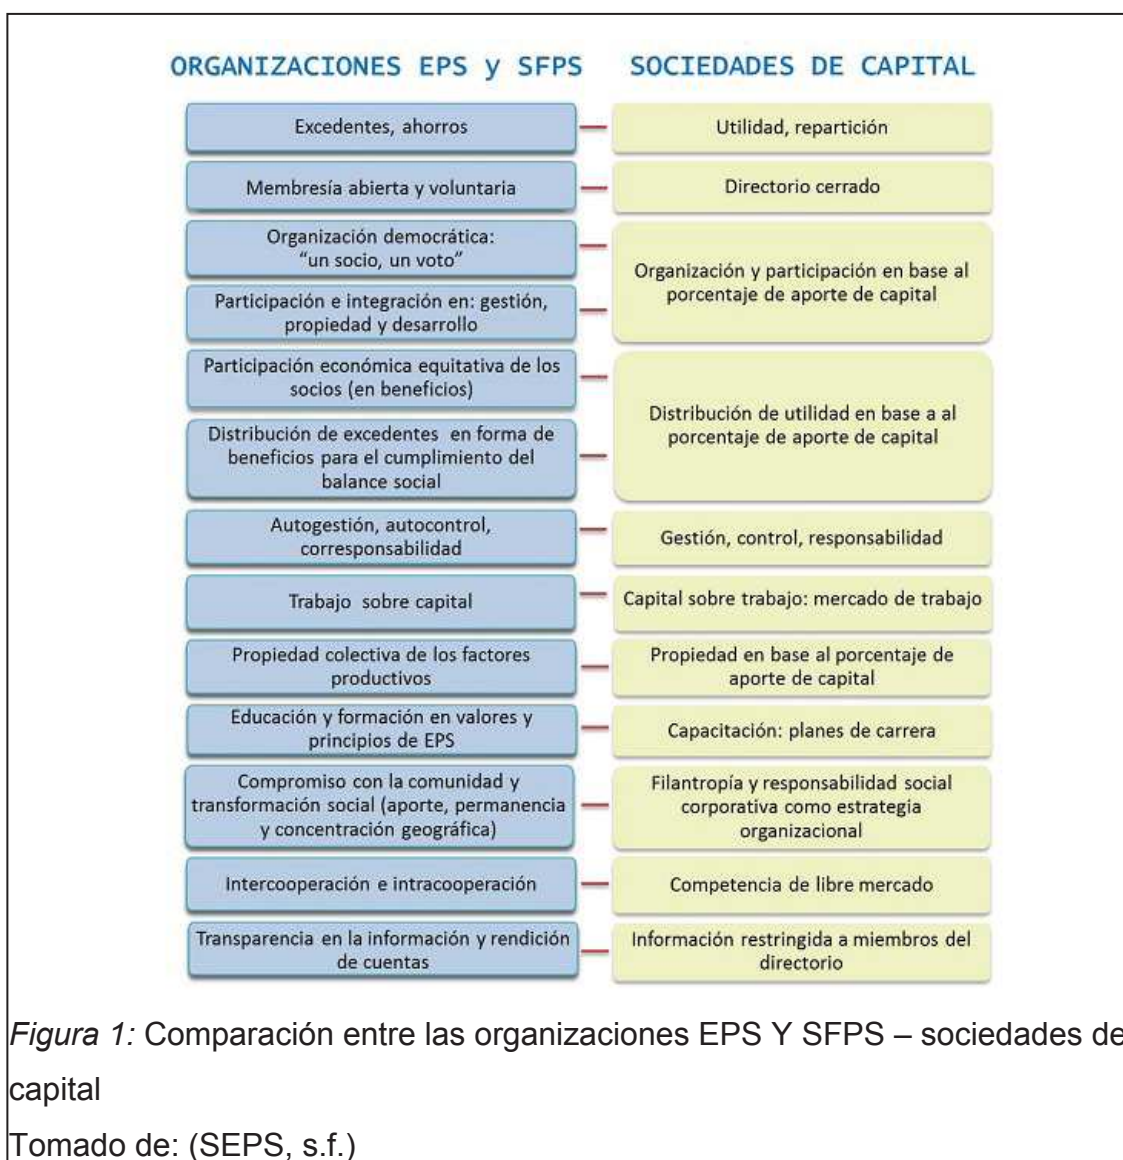 ORGANIZACIONES EPS y SFPS
SOCIEDADES DE CAPITAL
Excedentes, ahorros
Utilidad, repartición
Membresía abierta y voluntaria
Directorio cerrado
Organización democrática:
"un socio, un voto"
Participación e integración en: gestión,
propiedad y desarrollo
Organización y participación en base al
porcentaje de aporte de capital
Participación económica equitativa de los
socios (en beneficios)
Distribución de excedentes en forma de
beneficios para el cumplimiento del
balance social
Distribución de utilidad en base a al
porcentaje de aporte de capital
Autogestión, autocontrol,
corresponsabilidad
Gestión, control, responsabilidad
Trabajo sobre capital
Capital sobre trabajo: mercado de trabajo
Propiedad colectiva de los factores
productivos
Propiedad en base al porcentaje de
aporte de capital
Educación y formación en valores y
principios de EPS
Capacitación: planes de carrera
Compromiso con la comunidad y
transformación social (aporte, permanencia
y concentración geográfica)
Filantropía y responsabilidad social
corporativa como estrategia
organizacional
Intercooperación e intracooperación
Competencia de libre mercado
Transparencia en la información y rendición
de cuentas
Información restringida a miembros del
directorio
Figura 1: Comparación entre las organizaciones EPS Y SFPS – sociedades de
capital
Tomado de: (SEPS, s.f.)